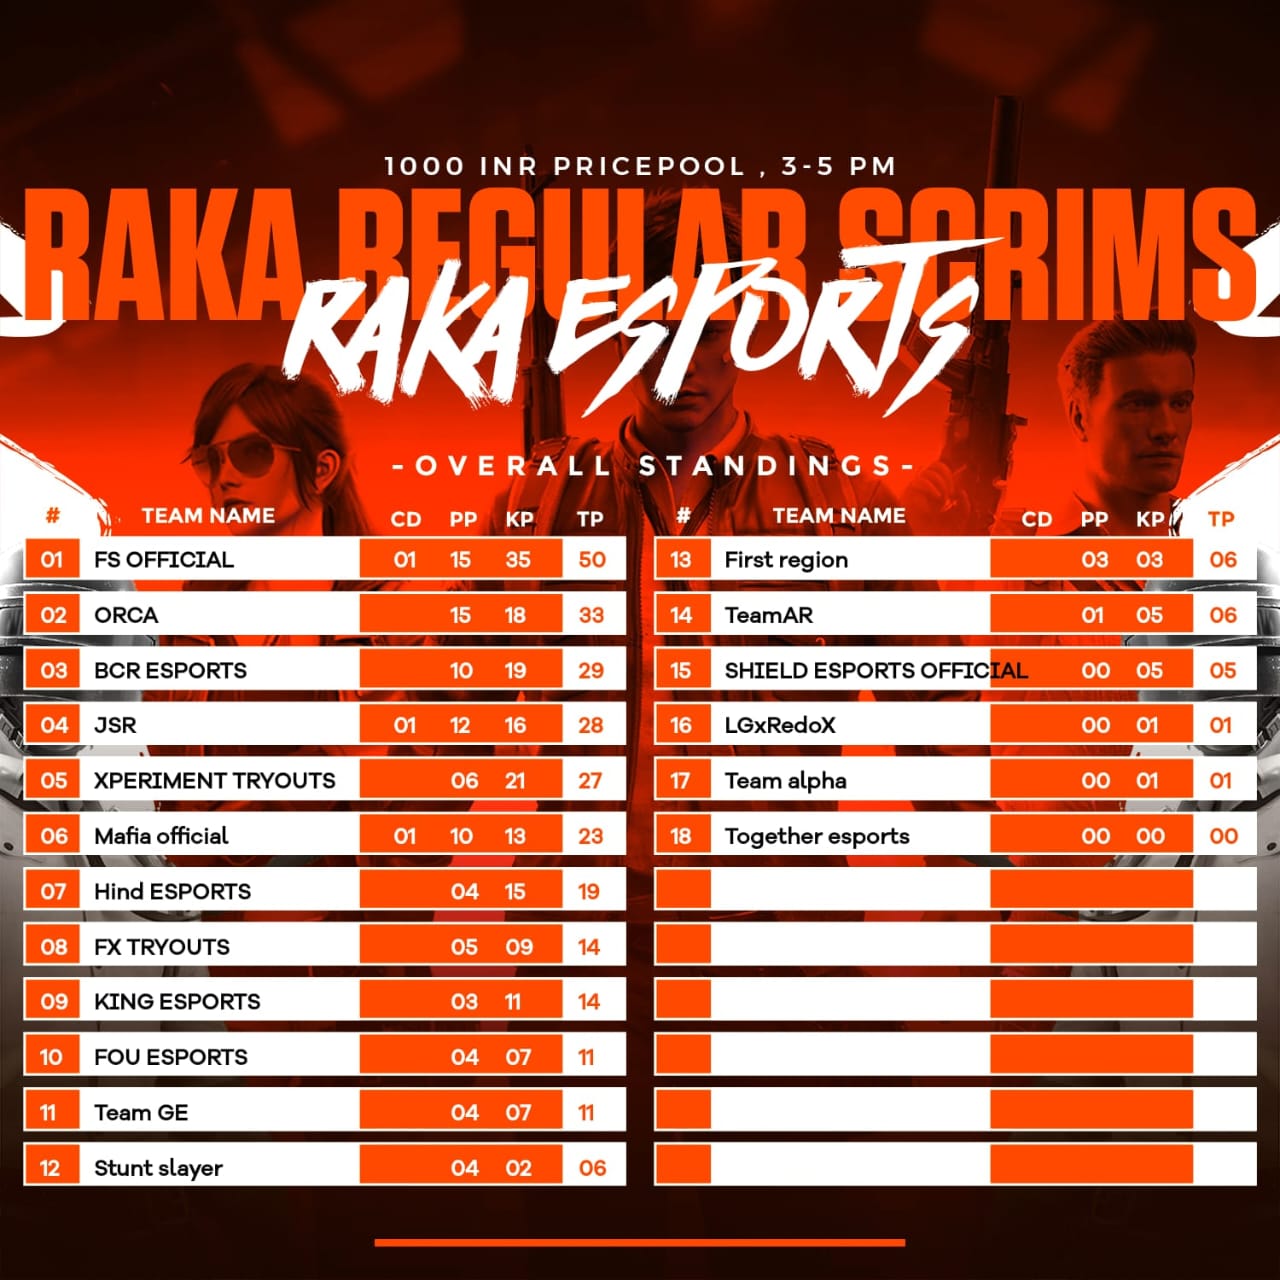 1000 INR PRICEPOOL , 3-5 PM
RAKA REGULAR SCRIMS
RAKA ESPORTS
-OVERALL STANDINGS-
# TEAM NAME CD PP KP TP
01 FS OFFICIAL 01 15 35 50
02 ORCA 15 18 33
03 BCR ESPORTS 10 19 29
04 JSR 01 12 16 28
05 XPERIMENT TRYOUTS 06 21 27
06 Mafia official 01 10 13 23
07 Hind ESPORTS 04 15 19
08 FX TRYOUTS 05 09 14
09 KING ESPORTS 03 11 14
10 FOU ESPORTS 04 07 11
11 Team GE 04 07 11
12 Stunt slayer 04 02 06
# TEAM NAME CD PP KP TP
13 First region 03 03 06
14 TeamAR 01 05 06
15 SHIELD ESPORTS OFFICIAL 00 05 05
16 LGxRedoX 00 01 01
17 Team alpha 00 01 01
18 Together esports 00 00 00